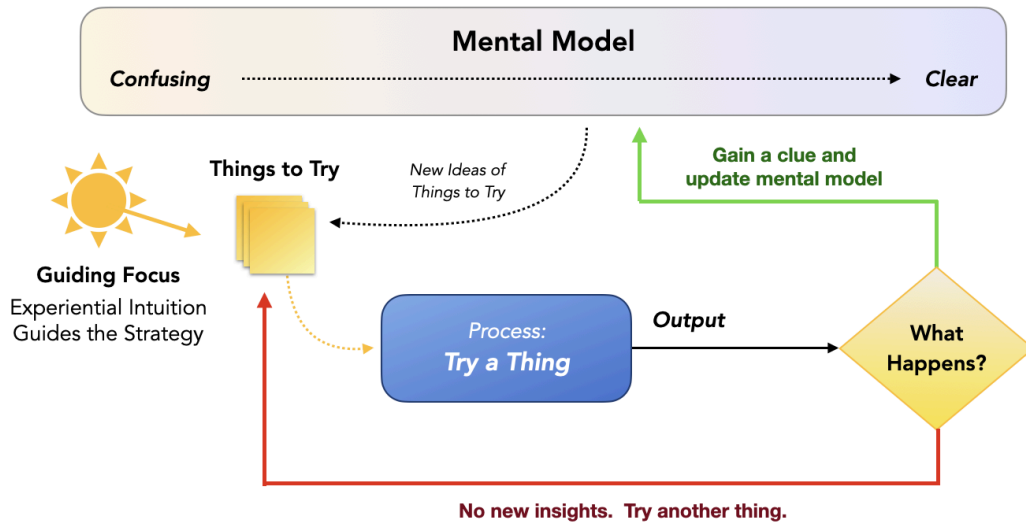 Mental Model
Confusing
Clear
Things to Try
New Ideas of
Things to Try
Gain a clue and
update mental model
Guiding Focus
Experiential Intuition
Guides the Strategy
Process:
Try a Thing
Output
What
Happens?
No new insights.  Try another thing.